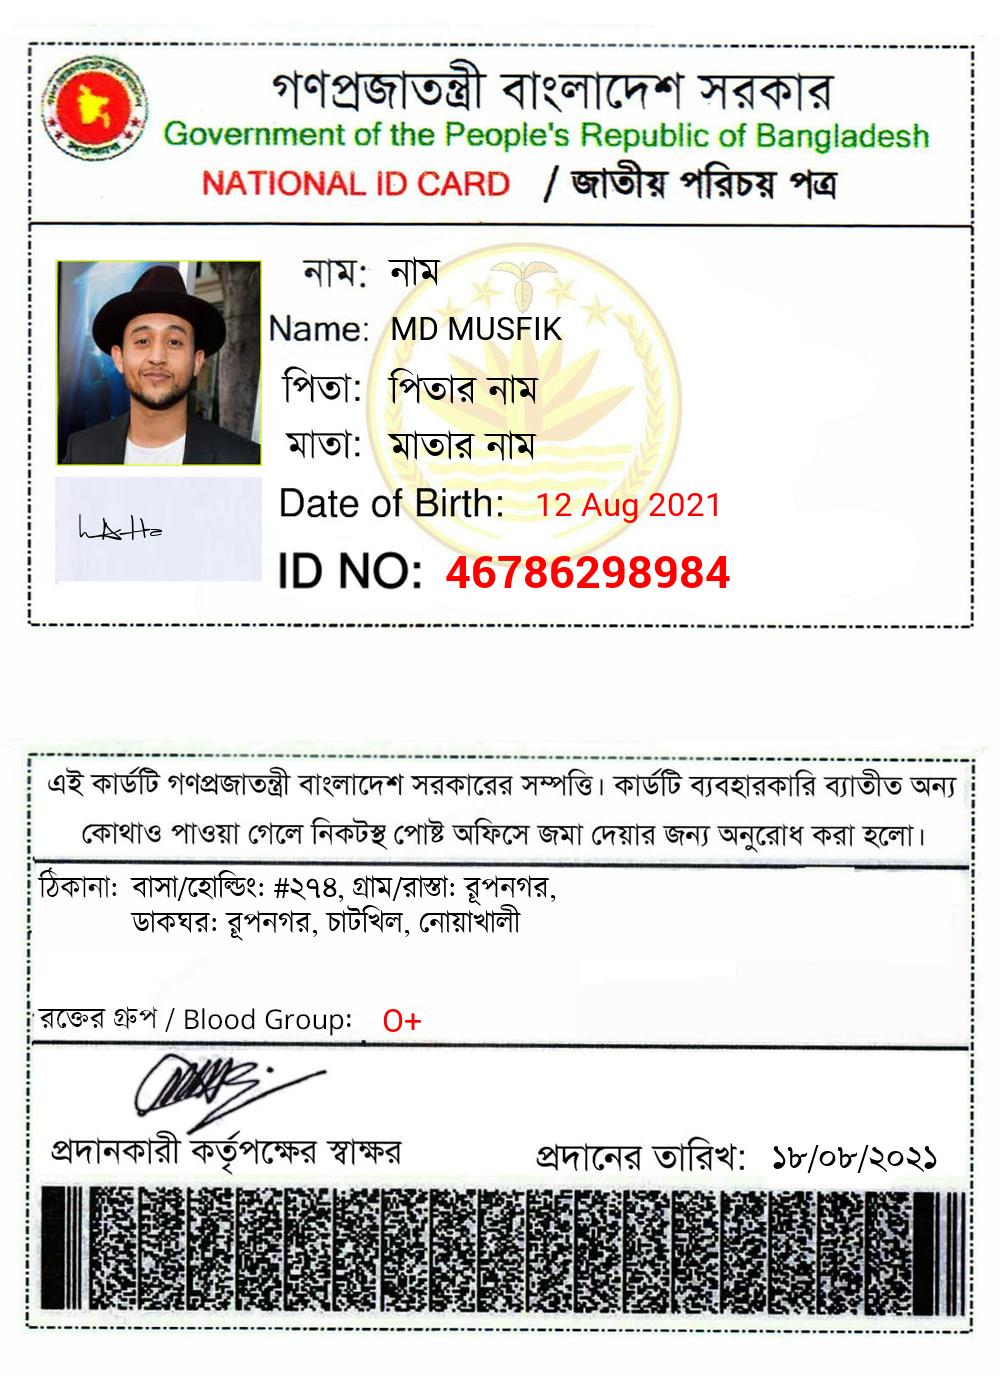 গণপ্রজাতন্ত্রী বাংলাদেশ সরকার
Government of the People's Republic of Bangladesh
NATIONAL ID CARD / জাতীয় পরিচয় পত্র
নাম: নাম
Name: MD MUSFIK
পিতা: পিতার নাম
মাতা: মাতার নাম
Date of Birth: 12 Aug 2021
ID NO: 46786298984
এই কার্ডটি গণপ্রজাতন্ত্রী বাংলাদেশ সরকারের সম্পত্তি। কার্ডটি ব্যবহারকারি ব্যাতীত অন্য
কোথাও পাওয়া গেলে নিকটস্থ পোষ্ট অফিসে জমা দেয়ার জন্য অনুরোধ করা হলো।
ঠিকানা: বাসা/হোল্ডিং: #২৭৪, গ্রাম/রাস্তা: রূপনগর,
ডাকঘর: রূপনগর, চাটখিল, নোয়াখালী
রক্তের গ্রুপ / Blood Group: O+
প্রদানকারী কর্তৃপক্ষের স্বাক্ষর
প্রদানের তারিখ: ১৮/০৮/২০২১